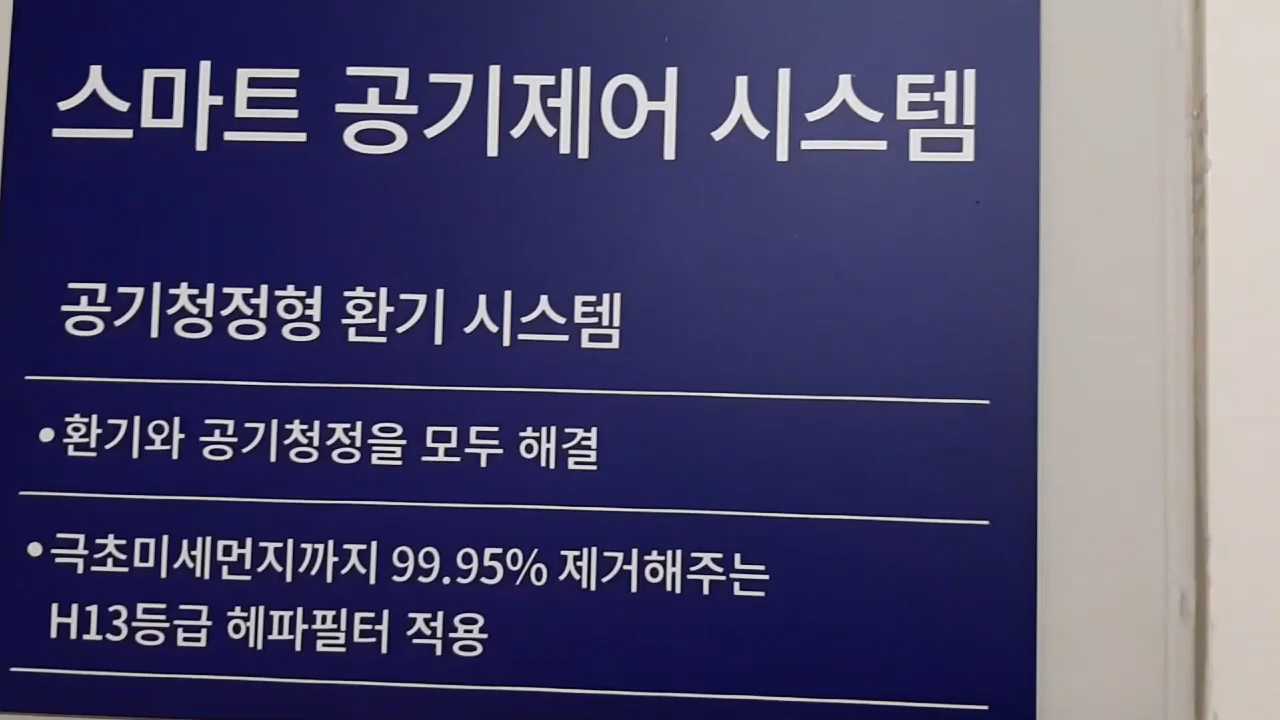 스마트 공기제어 시스템
공기청정형 환기 시스템
•환기와 공기청정을 모두 해결
•극초미세먼지까지 99.95% 제거해주는
H13등급 헤파필터 적용